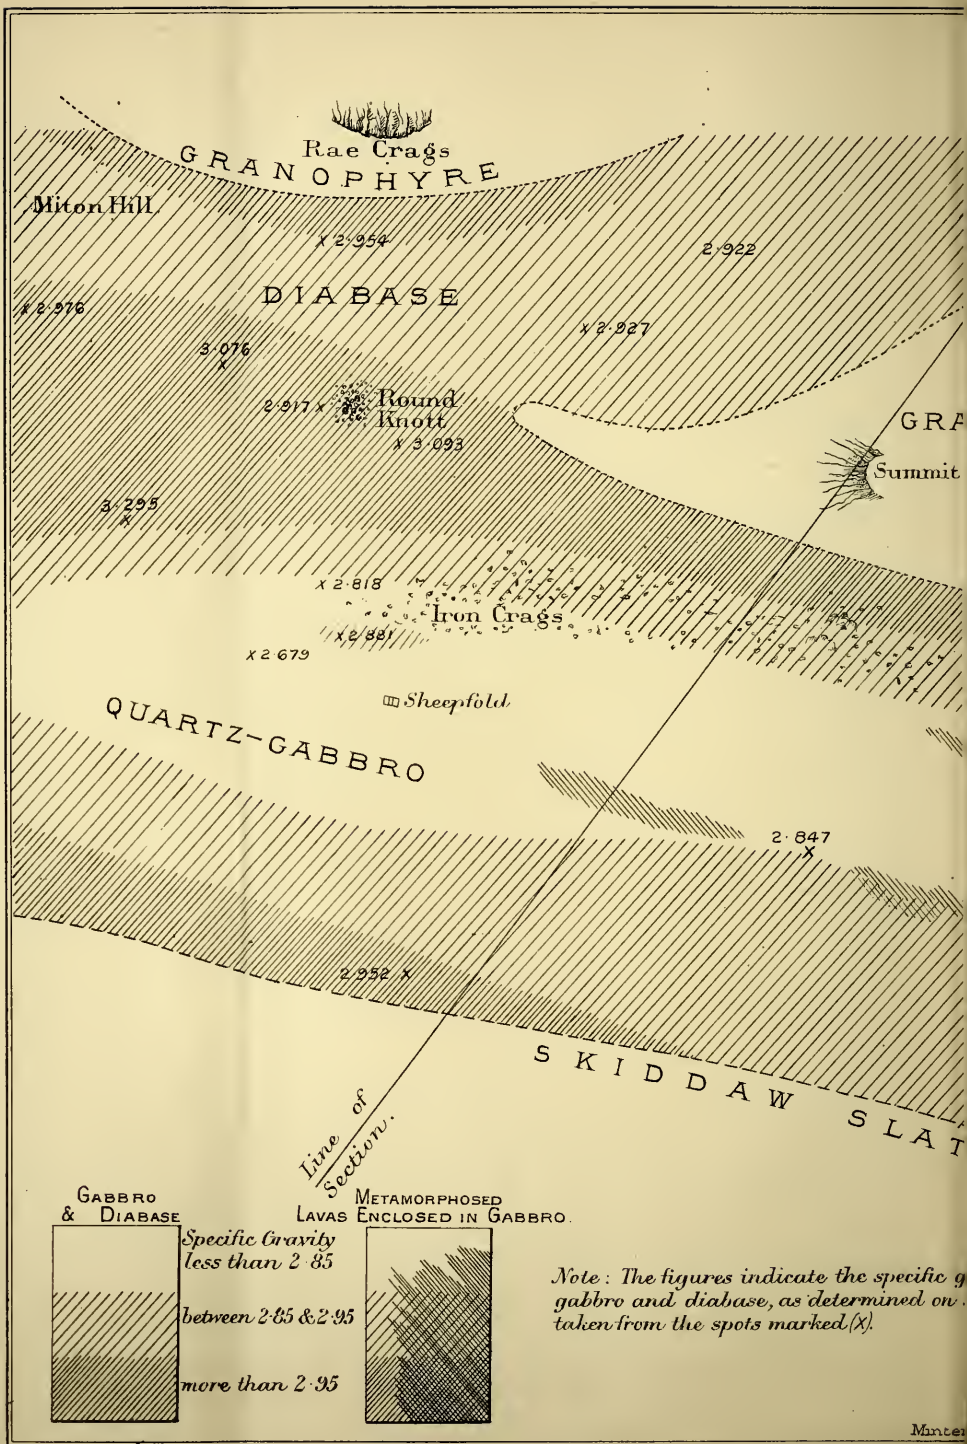 Rae Crags
GRANOPHYRE
Miton Hill.
x 2·954
2·922
DIABASE
x 2·976
x 2·927
3·076
x
2·917 x
Round
Knott
GRA
x 3·093
Summit
3·295
x
x 2·818
Iron Crags
x 2·881
x 2·679
Sheepfold
QUARTZ-GABBRO
2·847
x
2·952 x
SKIDDAW SLAT
Line of
Section.
GABBRO
& DIABASE
METAMORPHOSED
LAVAS ENCLOSED IN GABBRO.
Specific Gravity
less than 2·85
between 2·85 & 2·95
more than 2·95
Note: The figures indicate the specific g
gabbro and diabase, as determined on
taken from the spots marked (x).
Minter